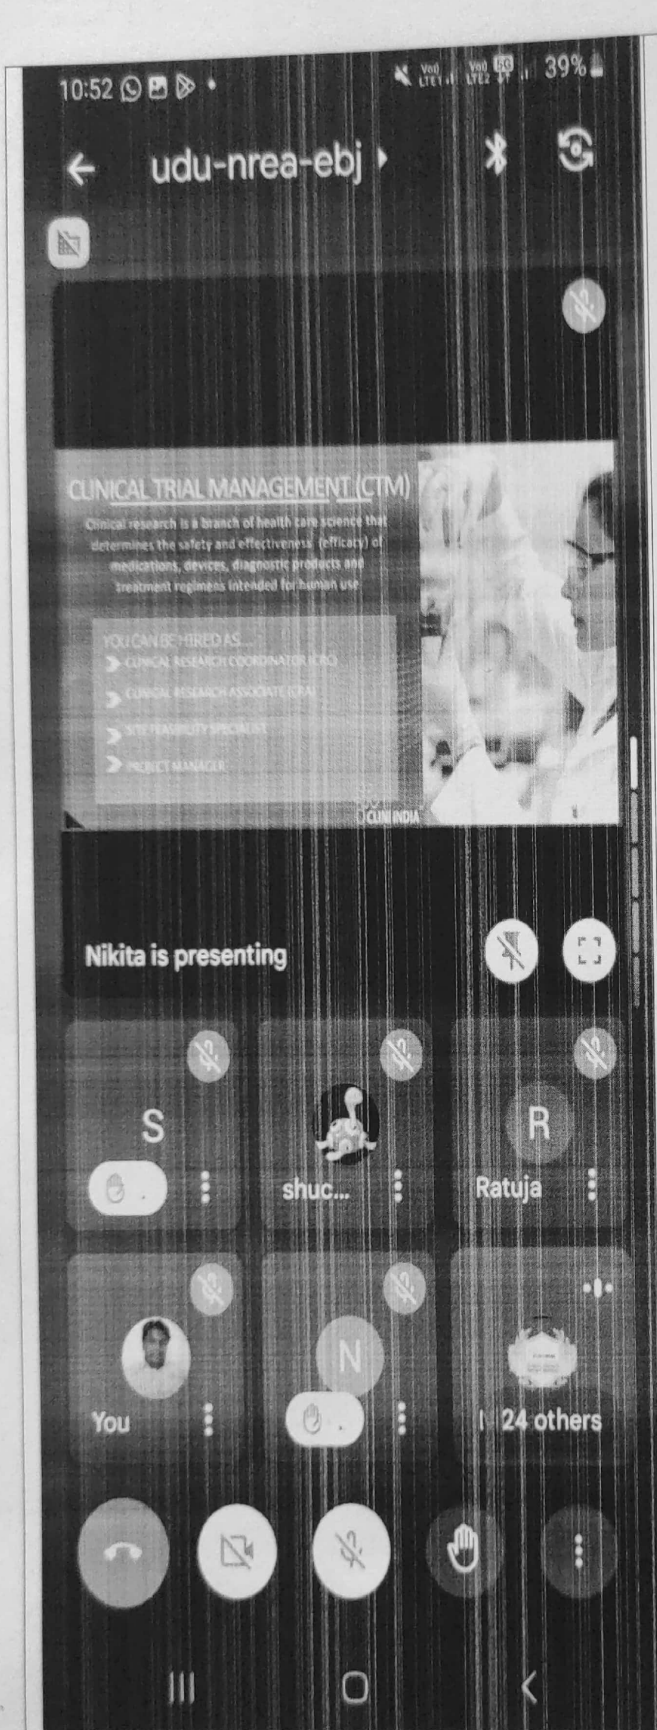 10:52
39%
udu-nrea-ebj
CLINICAL TRIAL MANAGEMENT (CTM)
Clinical research is a branch of health care science that
determines the safety and effectiveness (efficacy) of
medications, devices, diagnostic products and
treatment regimens intended for human use
YOU CAN BE HIRED AS....
CLINICAL RESEARCH COORDINATOR (CRC)
CLINICAL RESEARCH ASSOCIATE (CRA)
SITE FEASIBILITY SPECIALIST
PROJECT MANAGER
CLINI INDIA
Nikita is presenting
S
shuc...
R
Ratuja
You
N
24 others